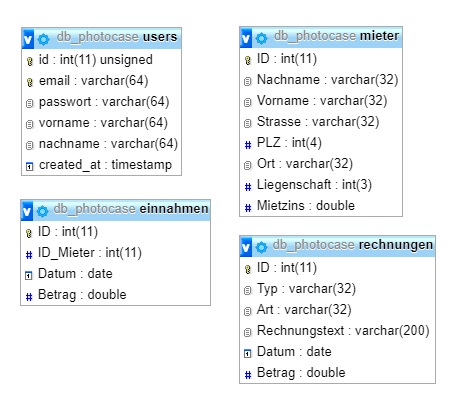 db_photocase users
id : int(11) unsigned
email : varchar(64)
passwort : varchar(64)
vorname : varchar(64)
nachname : varchar(64)
created_at : timestamp
db_photocase einnahmen
ID : int(11)
ID_Mieter : int(11)
Datum : date
Betrag : double
db_photocase mieter
ID : int(11)
Nachname : varchar(32)
Vorname : varchar(32)
Strasse : varchar(32)
PLZ : int(4)
Ort : varchar(32)
Liegenschaft : int(3)
Mietzins : double
db_photocase rechnungen
ID : int(11)
Typ : varchar(32)
Art : varchar(32)
Rechnungstext : varchar(200)
Datum : date
Betrag : double